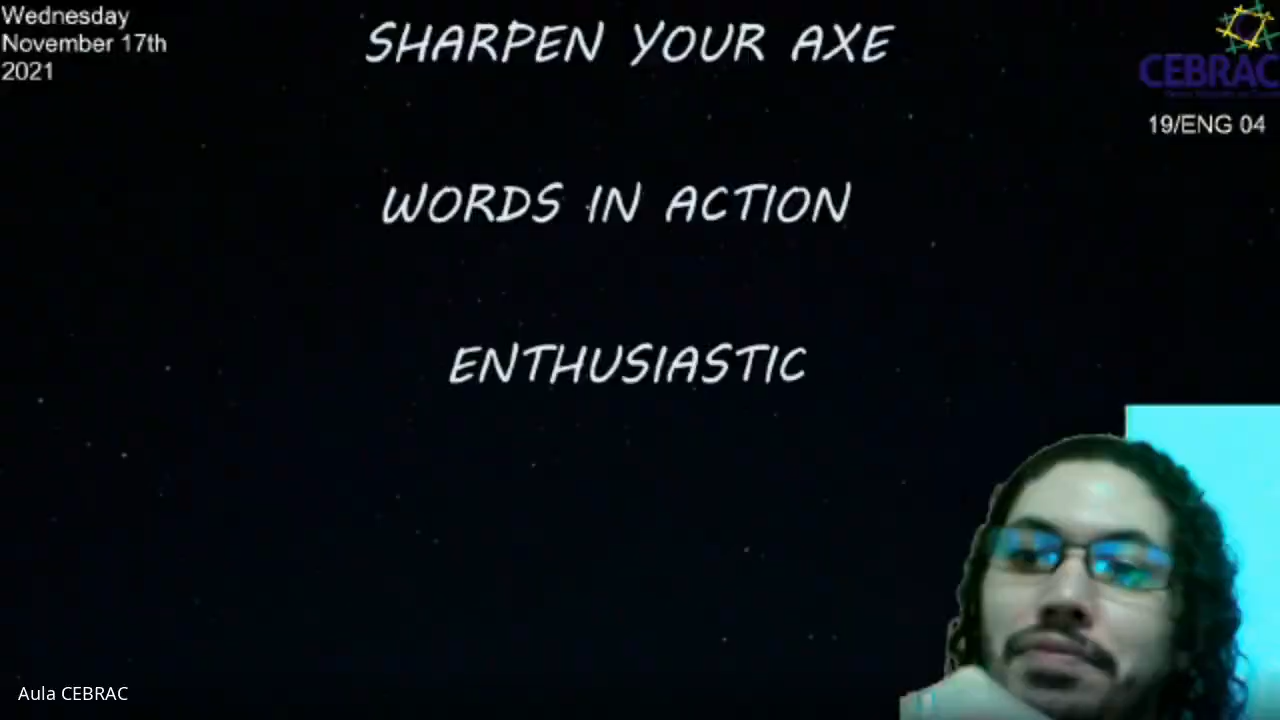 Wednesday
November 17th
2021
SHARPEN YOUR AXE
CEBRAC
19/ENG 04
WORDS IN ACTION
ENTHUSIASTIC
Aula CEBRAC